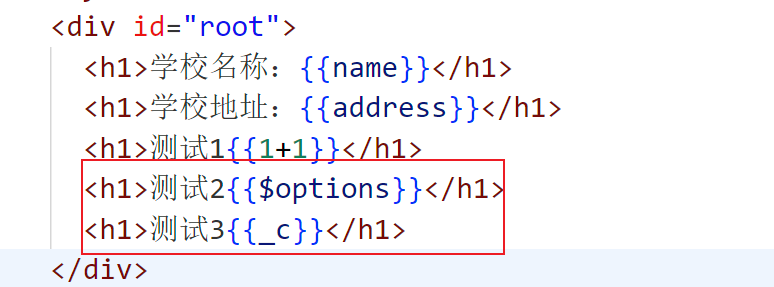 <div id="root">
<h1>学校名称：{{name}}</h1>
<h1>学校地址：{{address}}</h1>
<h1>测试1{{1+1}}</h1>
<h1>测试2{{$options}}</h1>
<h1>测试3{{_c}}</h1>
</div>